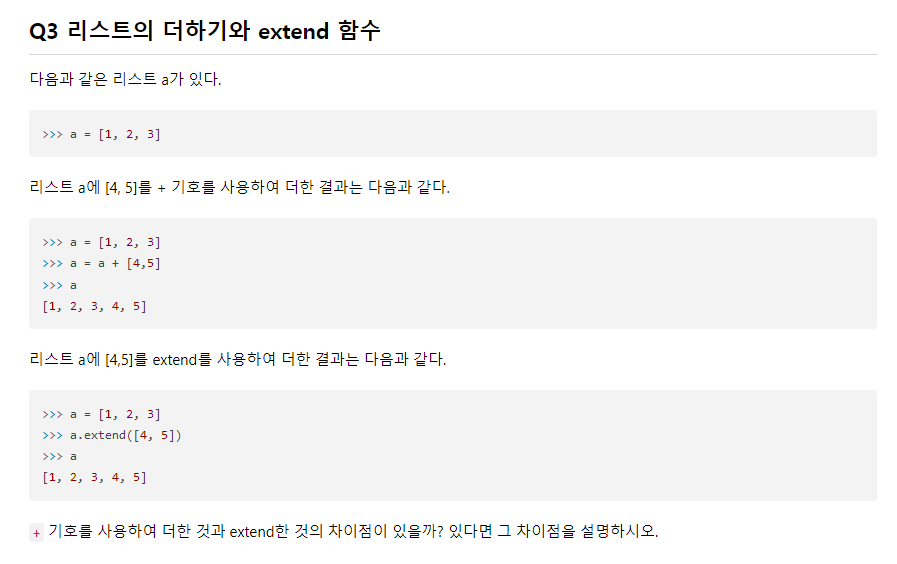 Q3 리스트의 더하기와 extend 함수
다음과 같은 리스트 a가 있다.
>>> a = [1, 2, 3]
리스트 a에 [4, 5]를 + 기호를 사용하여 더한 결과는 다음과 같다.
>>> a = [1, 2, 3]
>>> a = a + [4,5]
>>> a
[1, 2, 3, 4, 5]
리스트 a에 [4,5]를 extend를 사용하여 더한 결과는 다음과 같다.
>>> a = [1, 2, 3]
>>> a.extend([4, 5])
>>> a
[1, 2, 3, 4, 5]
+ 기호를 사용하여 더한 것과 extend한 것의 차이점이 있을까? 있다면 그 차이점을 설명하시오.